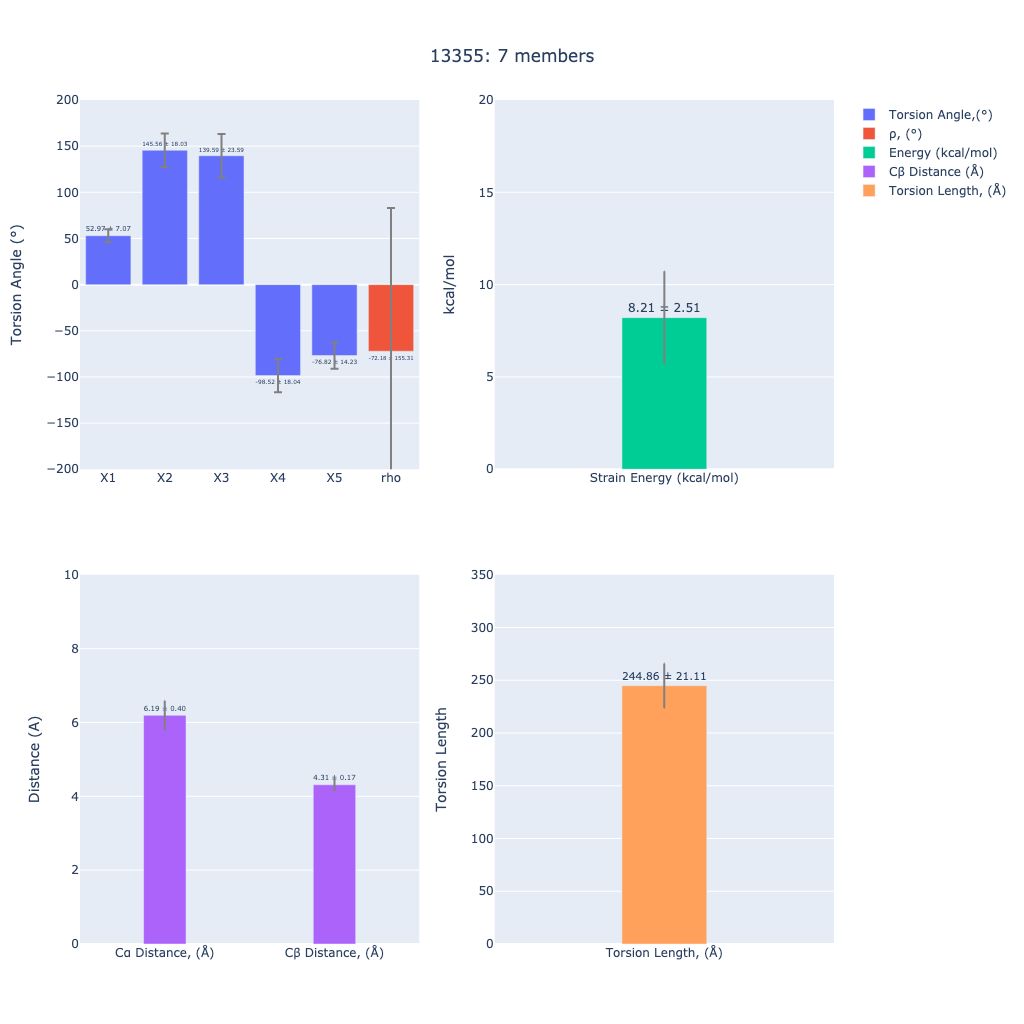 13355: 7 members
200
150
100
50
0
−50
−100
−150
−200
Torsion Angle (°)
52.97 ± 7.07
145.56 ± 18.03
139.59 ± 23.59
-98.52 ± 18.04
-76.82 ± 14.23
-72.18 ± 155.31
X1 X2 X3 X4 X5 rho
20
15
10
5
0
kcal/mol
8.21 ± 2.51
Strain Energy (kcal/mol)
Torsion Angle,(°)
ρ, (°)
Energy (kcal/mol)
Cβ Distance (Å)
Torsion Length, (Å)
10
8
6
4
2
0
Distance (A)
6.19 ± 0.40
4.31 ± 0.17
Cα Distance, (Å) Cβ Distance, (Å)
350
300
250
200
150
100
50
0
Torsion Length
244.86 ± 21.11
Torsion Length, (Å)